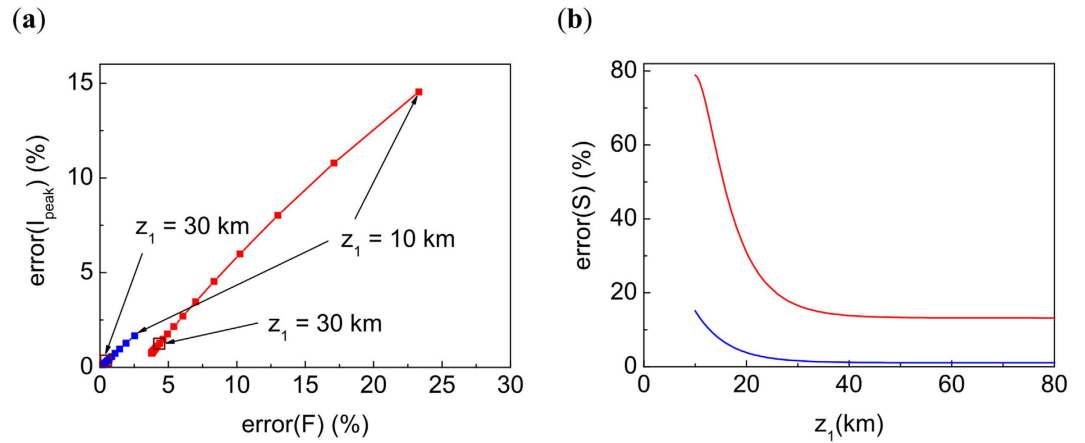 (a)
15
10
5
0
error(I_peak) (%)
z_1 = 30 km
z_1 = 10 km
z_1 = 30 km
0 5 10 15 20 25 30
error(F) (%)
(b)
80
60
40
20
0
error(S) (%)
0 20 40 60 80
z_1(km)